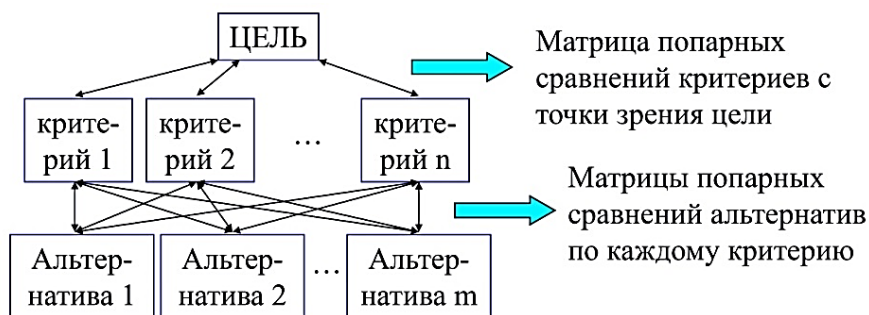 ЦЕЛЬ
Матрица попарных
сравнений критериев с
точки зрения цели
крите-
рий 1
крите-
рий 2
…
крите-
рий n
Матрицы попарных
сравнений альтернатив
по каждому критерию
Альтер-
натива 1
Альтер-
натива 2
…
Альтер-
натива m